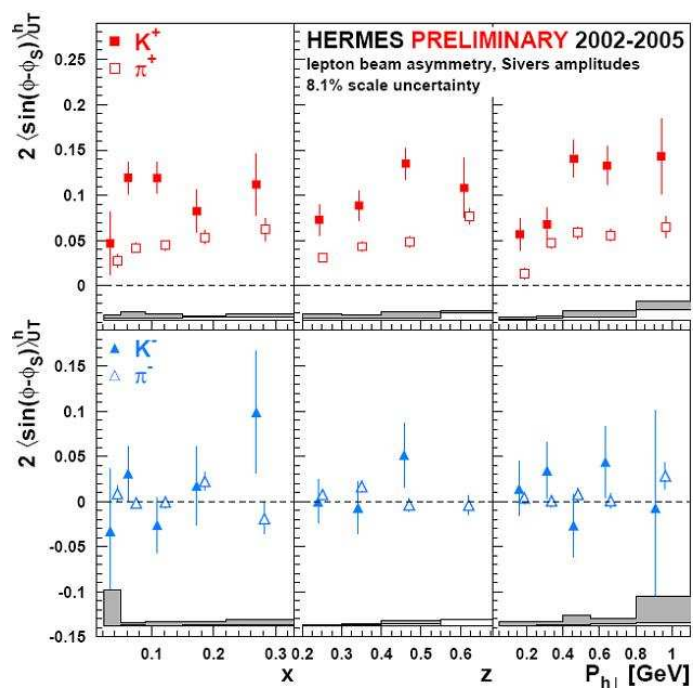 2 ⟨sin(φ-φS)⟩hUT
0.25
0.2
0.15
0.1
0.05
0
K+
π+
HERMES PRELIMINARY 2002-2005
lepton beam asymmetry, Sivers amplitudes
8.1% scale uncertainty
2 ⟨sin(φ-φS)⟩hUT
0.1
0.05
0
-0.05
-0.1
-0.15
K-
π-
0.1 0.2 0.3
0.2 0.3 0.4 0.5 0.6
0.2 0.4 0.6 0.8 1
x
z
Ph⊥ [GeV]